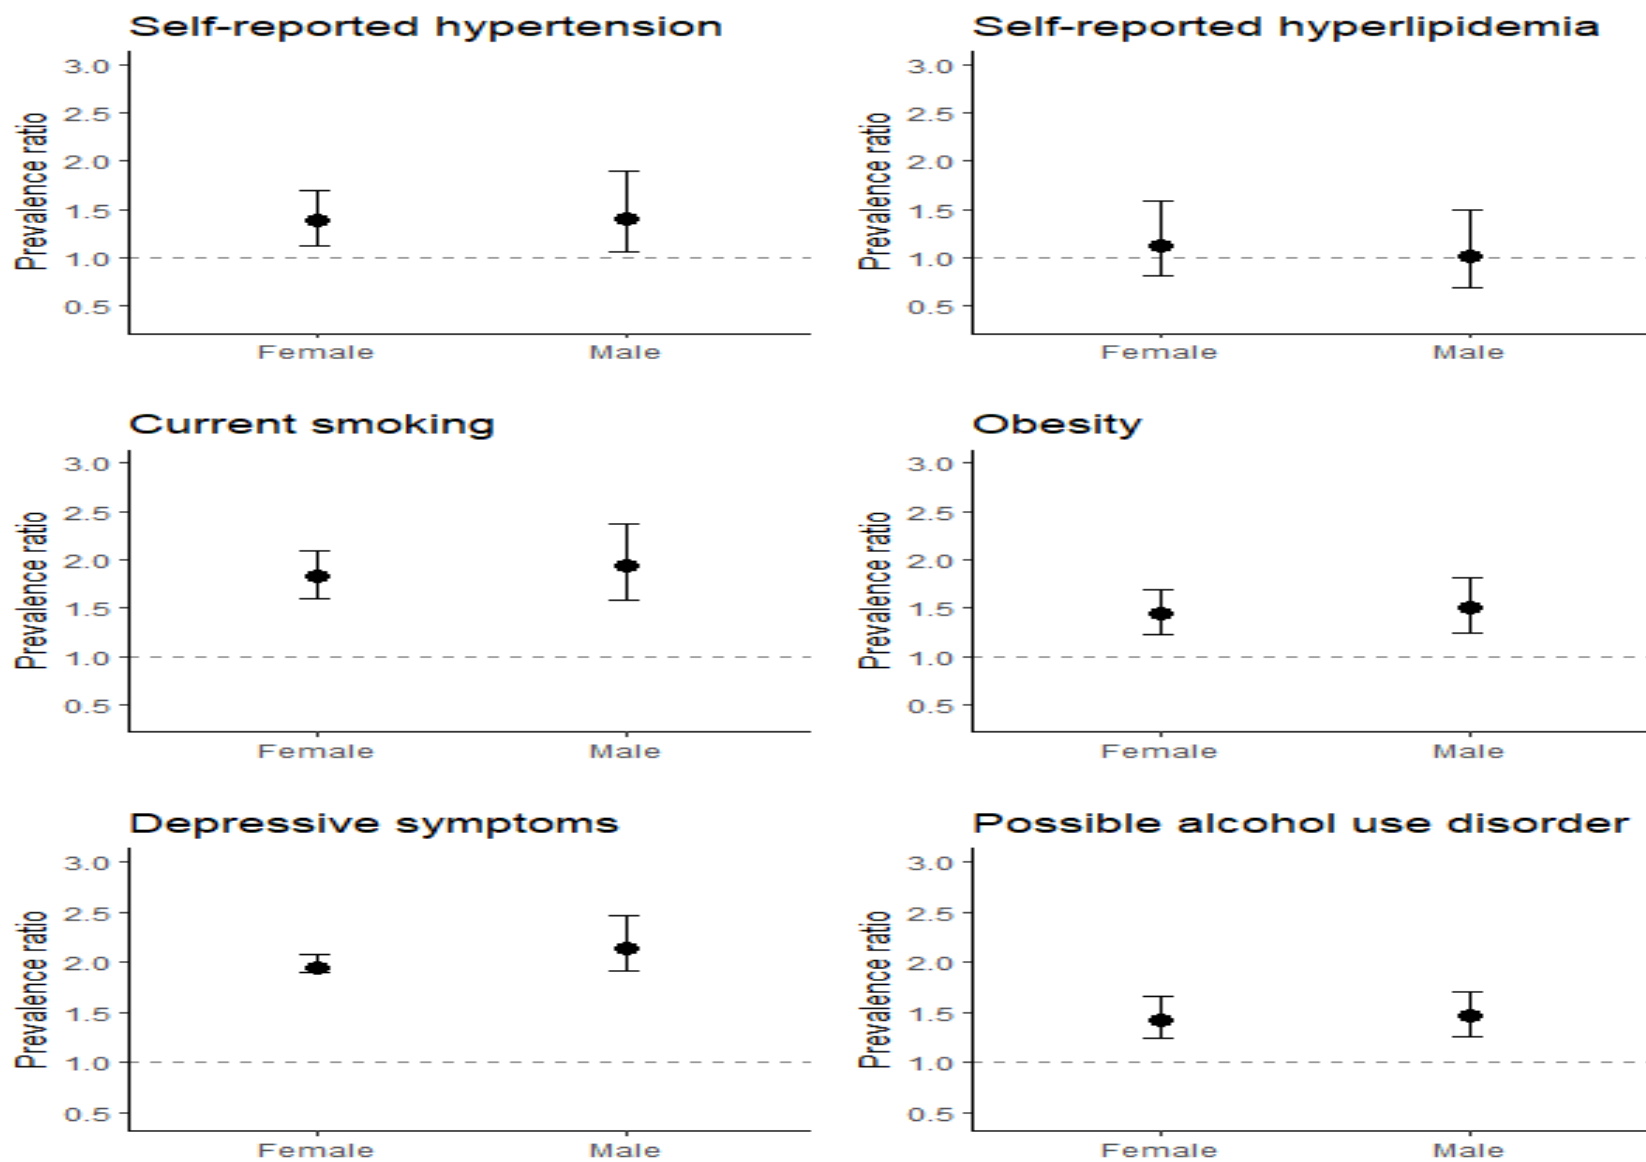 Self-reported hypertension
Prevalence ratio
3.0
2.5
2.0
1.5
1.0
0.5
Female Male
Self-reported hyperlipidemia
Prevalence ratio
3.0
2.5
2.0
1.5
1.0
0.5
Female Male
Current smoking
Prevalence ratio
3.0
2.5
2.0
1.5
1.0
0.5
Female Male
Obesity
Prevalence ratio
3.0
2.5
2.0
1.5
1.0
0.5
Female Male
Depressive symptoms
Prevalence ratio
3.0
2.5
2.0
1.5
1.0
0.5
Female Male
Possible alcohol use disorder
Prevalence ratio
3.0
2.5
2.0
1.5
1.0
0.5
Female Male